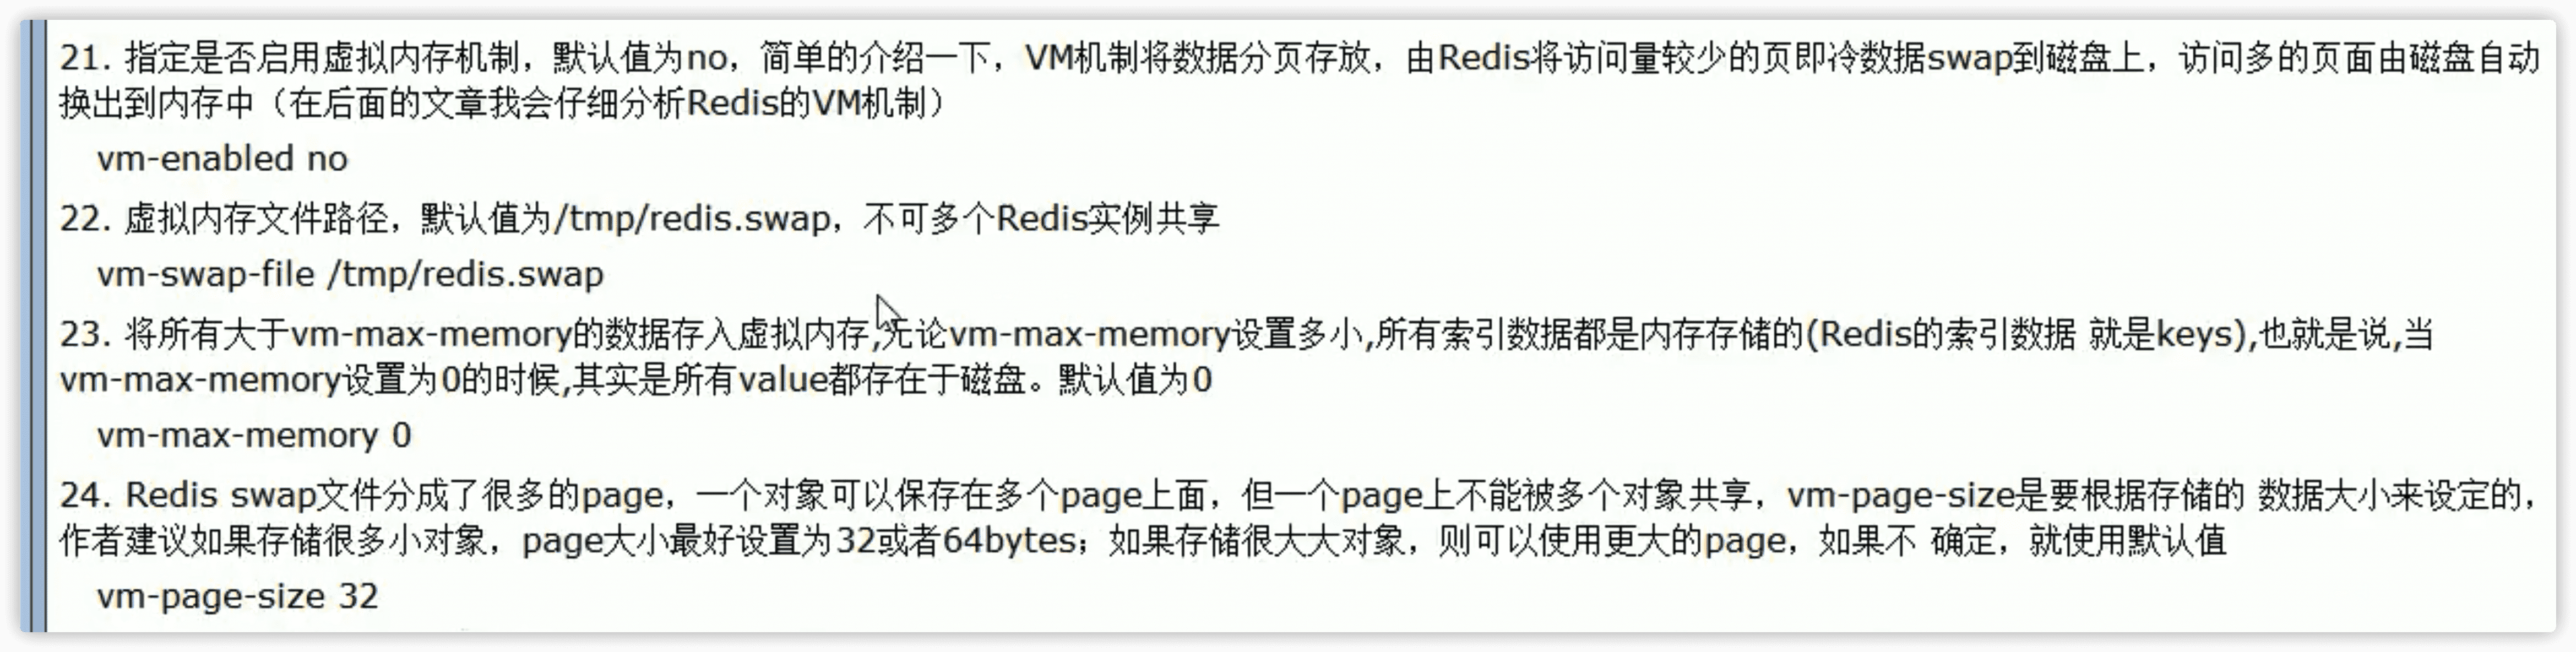 21. 指定是否启用虚拟内存机制，默认值为no，简单的介绍一下，VM机制将数据分页存放，由Redis将访问量较少的页即冷数据swap到磁盘上，访问多的页面由磁盘自动
换出到内存中（在后面的文章我会仔细分析Redis的VM机制）
vm-enabled no
22. 虚拟内存文件路径，默认值为/tmp/redis.swap，不可多个Redis实例共享
vm-swap-file /tmp/redis.swap
23. 将所有大于vm-max-memory的数据存入虚拟内存,无论vm-max-memory设置多小,所有索引数据都是内存存储的(Redis的索引数据 就是keys),也就是说,当
vm-max-memory设置为0的时候,其实是所有value都存在于磁盘。默认值为0
vm-max-memory 0
24. Redis swap文件分成了很多的page，一个对象可以保存在多个page上面，但一个page上不能被多个对象共享，vm-page-size是要根据存储的 数据大小来设定的，
作者建议如果存储很多小对象，page大小最好设置为32或者64bytes；如果存储很大大对象，则可以使用更大的page，如果不 确定，就使用默认值
vm-page-size 32